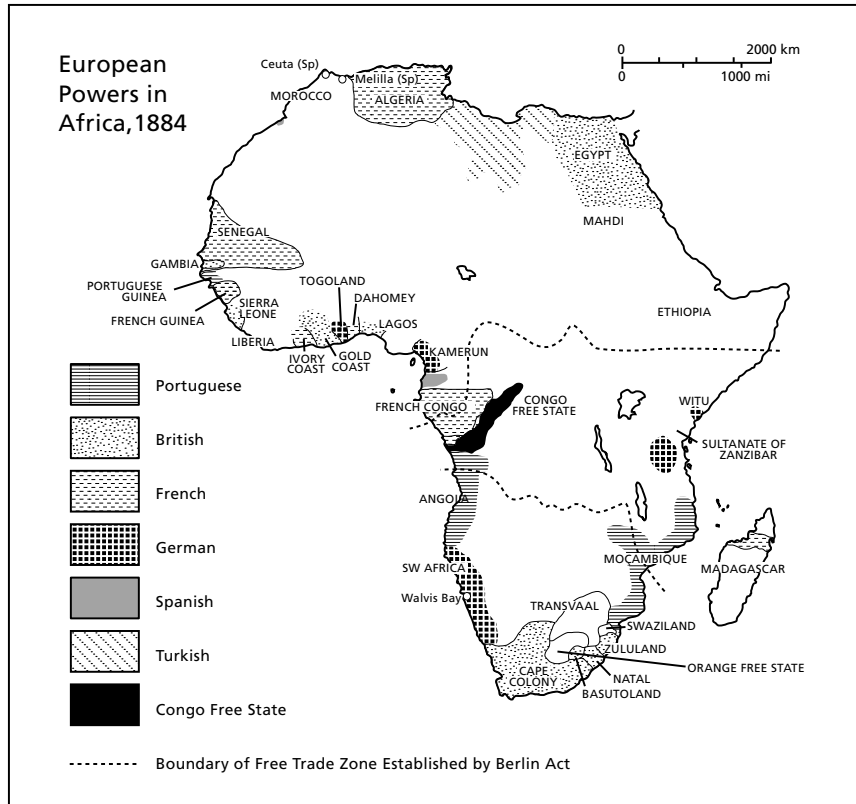 European
Powers in
Africa,1884
0 2000 km
0 1000 mi
Ceuta (Sp)
Melilla (Sp)
MOROCCO
ALGERIA
EGYPT
MAHDI
SENEGAL
GAMBIA
PORTUGUESE
GUINEA
FRENCH GUINEA
SIERRA
LEONE
LIBERIA
TOGOLAND
DAHOMEY
LAGOS
IVORY
COAST
GOLD
COAST
KAMERUN
ETHIOPIA
FRENCH CONGO
CONGO
FREE STATE
WITU
SULTANATE OF
ZANZIBAR
ANGOLA
MOÇAMBIQUE
MADAGASCAR
SW AFRICA
Walvis Bay
TRANSVAAL
SWAZILAND
ZULULAND
ORANGE FREE STATE
CAPE
COLONY
NATAL
BASUTOLAND
Portuguese
British
French
German
Spanish
Turkish
Congo Free State
Boundary of Free Trade Zone Established by Berlin Act